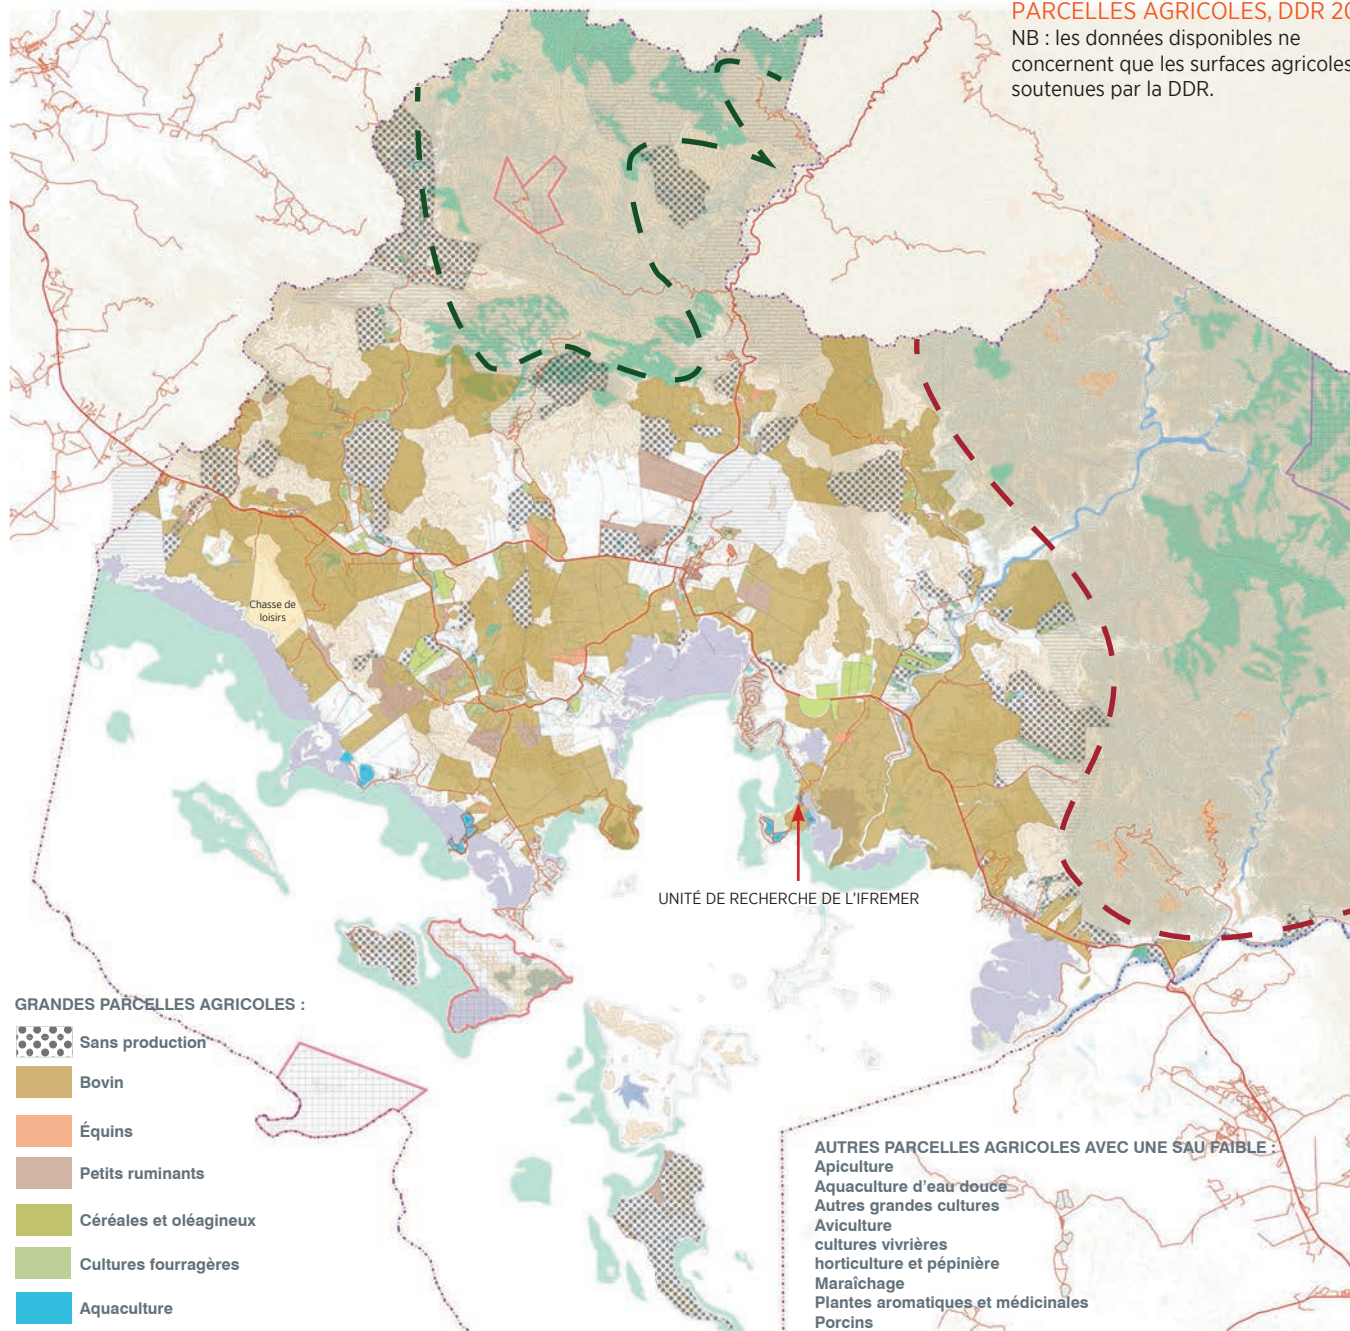 PARCELLES AGRICOLES, DDR 20
NB : les données disponibles ne
concernent que les surfaces agricoles
soutenues par la DDR.
Chasse de
loisirs
UNITÉ DE RECHERCHE DE L'IFREMER
GRANDES PARCELLES AGRICOLES :
Sans production
Bovin
Équins
Petits ruminants
Céréales et oléagineux
Cultures fourragères
Aquaculture
AUTRES PARCELLES AGRICOLES AVEC UNE SAU FAIBLE :
Apiculture
Aquaculture d'eau douce
Autres grandes cultures
Aviculture
cultures vivrières
horticulture et pépinière
Maraîchage
Plantes aromatiques et médicinales
Porcins